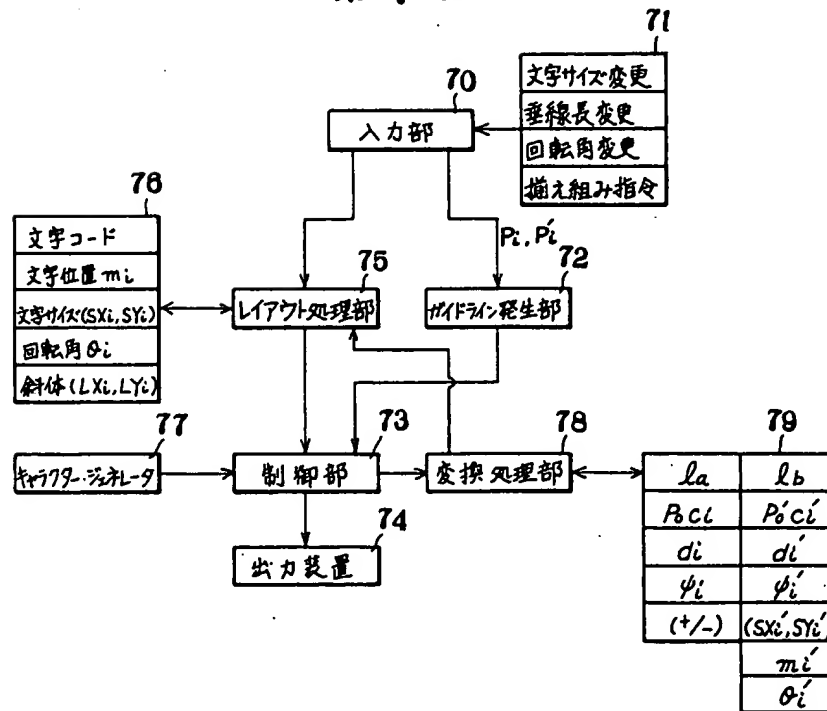 71
文字サイズ変更
垂線長変更
回転角変更
揃え組み指令
70
入力部
76
文字コード
文字位置 mi
文字サイズ(SXi, SYi)
回転角 θi
斜体(LXi, LYi)
Pi, Pi′
75
レイアウト処理部
72
ガイドライン発生部
77
キャラクター・ジェネレータ
73
制御部
78
変換処理部
74
出力装置
79
la lb
P₀Ci P₀′Ci′
di di′
ψi ψi′
(+/-) (SXi′, SYi′)
mi′
θi′